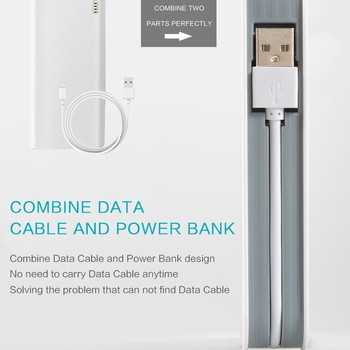 COMBINE TWO
PARTS PERFECTLY
COMBINE DATA
CABLE AND POWER BANK
Combine Data Cable and Power Bank design
No need to carry Data Cable anytime
Solving the problem that can not find Data Cable